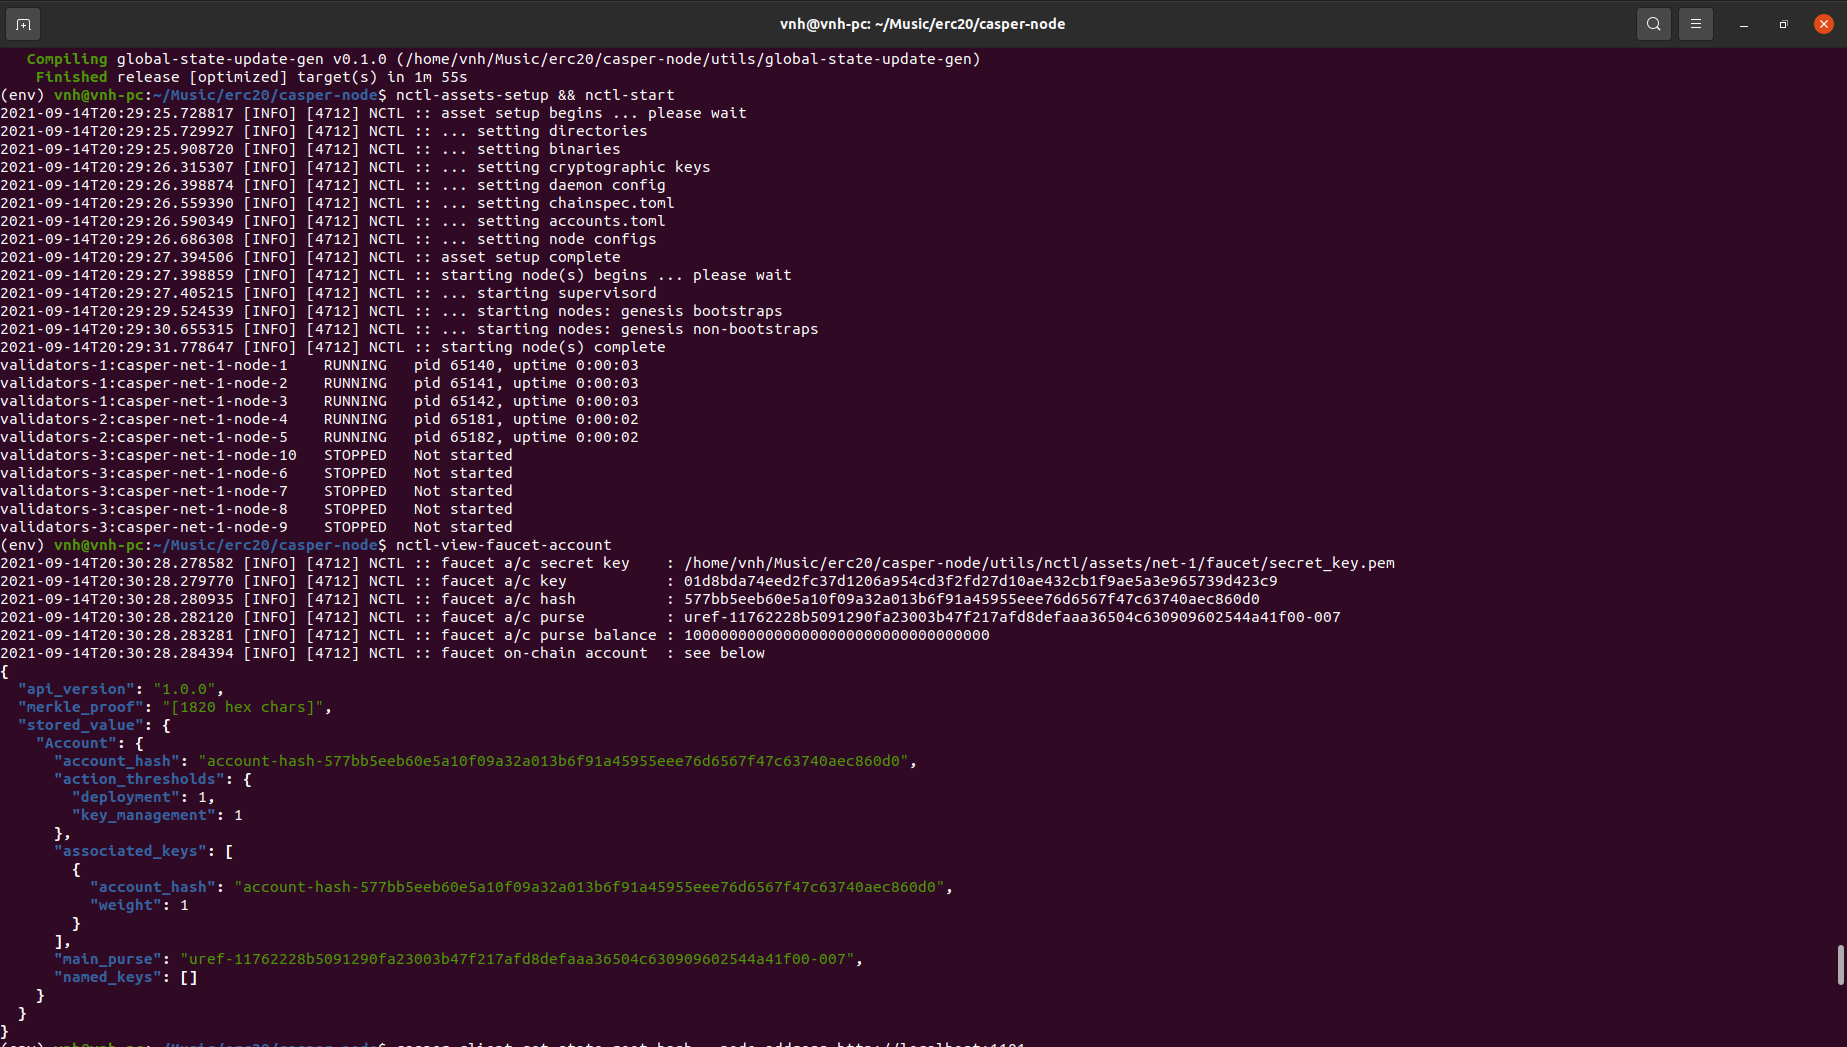 vnh@vnh-pc: ~/Music/erc20/casper-node
Compiling global-state-update-gen v0.1.0 (/home/vnh/Music/erc20/casper-node/utils/global-state-update-gen)
Finished release [optimized] target(s) in 1m 55s
(env) vnh@vnh-pc:~/Music/erc20/casper-node$ nctl-assets-setup && nctl-start
2021-09-14T20:29:25.728817 [INFO] [4712] NCTL :: asset setup begins ... please wait
2021-09-14T20:29:25.729927 [INFO] [4712] NCTL :: ... setting directories
2021-09-14T20:29:25.908720 [INFO] [4712] NCTL :: ... setting binaries
2021-09-14T20:29:26.315307 [INFO] [4712] NCTL :: ... setting cryptographic keys
2021-09-14T20:29:26.398874 [INFO] [4712] NCTL :: ... setting daemon config
2021-09-14T20:29:26.559390 [INFO] [4712] NCTL :: ... setting chainspec.toml
2021-09-14T20:29:26.590349 [INFO] [4712] NCTL :: ... setting accounts.toml
2021-09-14T20:29:26.686308 [INFO] [4712] NCTL :: ... setting node configs
2021-09-14T20:29:27.394506 [INFO] [4712] NCTL :: asset setup complete
2021-09-14T20:29:27.398859 [INFO] [4712] NCTL :: starting node(s) begins ... please wait
2021-09-14T20:29:27.405215 [INFO] [4712] NCTL :: ... starting supervisord
2021-09-14T20:29:29.524539 [INFO] [4712] NCTL :: ... starting nodes: genesis bootstraps
2021-09-14T20:29:30.655315 [INFO] [4712] NCTL :: ... starting nodes: genesis non-bootstraps
2021-09-14T20:29:31.778647 [INFO] [4712] NCTL :: starting node(s) complete
validators-1:casper-net-1-node-1 RUNNING pid 65140, uptime 0:00:03
validators-1:casper-net-1-node-2 RUNNING pid 65141, uptime 0:00:03
validators-1:casper-net-1-node-3 RUNNING pid 65142, uptime 0:00:03
validators-2:casper-net-1-node-4 RUNNING pid 65181, uptime 0:00:02
validators-2:casper-net-1-node-5 RUNNING pid 65182, uptime 0:00:02
validators-3:casper-net-1-node-10 STOPPED Not started
validators-3:casper-net-1-node-6 STOPPED Not started
validators-3:casper-net-1-node-7 STOPPED Not started
validators-3:casper-net-1-node-8 STOPPED Not started
validators-3:casper-net-1-node-9 STOPPED Not started
(env) vnh@vnh-pc:~/Music/erc20/casper-node$ nctl-view-faucet-account
2021-09-14T20:30:28.278582 [INFO] [4712] NCTL :: faucet a/c secret key : /home/vnh/Music/erc20/casper-node/utils/nctl/assets/net-1/faucet/secret_key.pem
2021-09-14T20:30:28.279770 [INFO] [4712] NCTL :: faucet a/c key : 01d8bda74eed2fc37d1206a954cd3f2fd27d10ae432cb1f9ae5a3e965739d423c9
2021-09-14T20:30:28.280935 [INFO] [4712] NCTL :: faucet a/c hash : 577bb5eeb60e5a10f09a32a013b6f91a45955eee76d6567f47c63740aec860d0
2021-09-14T20:30:28.282120 [INFO] [4712] NCTL :: faucet a/c purse : uref-11762228b5091290fa23003b47f217afd8defaaa36504c630909602544a41f00-007
2021-09-14T20:30:28.283281 [INFO] [4712] NCTL :: faucet a/c purse balance : 1000000000000000000000000000000000
2021-09-14T20:30:28.284394 [INFO] [4712] NCTL :: faucet on-chain account : see below
{
"api_version": "1.0.0",
"merkle_proof": "[1820 hex chars]",
"stored_value": {
"Account": {
"account_hash": "account-hash-577bb5eeb60e5a10f09a32a013b6f91a45955eee76d6567f47c63740aec860d0",
"action_thresholds": {
"deployment": 1,
"key_management": 1
},
"associated_keys": [
{
"account_hash": "account-hash-577bb5eeb60e5a10f09a32a013b6f91a45955eee76d6567f47c63740aec860d0",
"weight": 1
}
],
"main_purse": "uref-11762228b5091290fa23003b47f217afd8defaaa36504c630909602544a41f00-007",
"named_keys": []
}
}
}
(env) vnh@vnh-pc:~/Music/erc20/casper-node$ casper-client get-state-root-hash --node-address http://localhost:1101